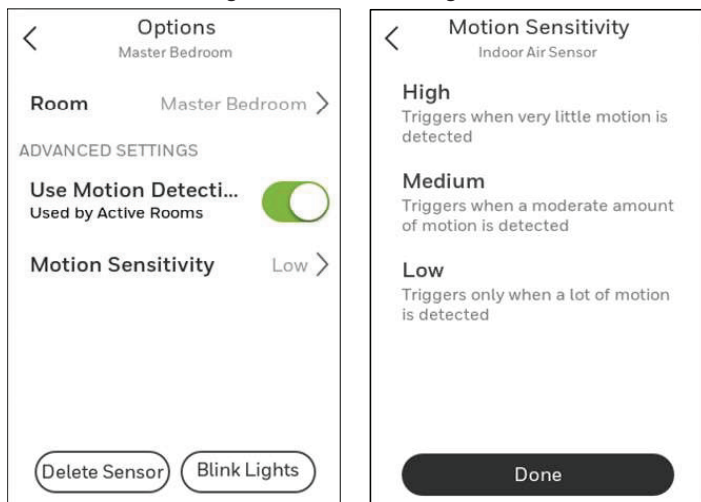 Options
Master Bedroom
Room Master Bedroom
ADVANCED SETTINGS
Use Motion Detecti...
Used by Active Rooms
Motion Sensitivity Low
Delete Sensor Blink Lights
Motion Sensitivity
Indoor Air Sensor
High
Triggers when very little motion is
detected
Medium
Triggers when a moderate amount
of motion is detected
Low
Triggers only when a lot of motion
is detected
Done